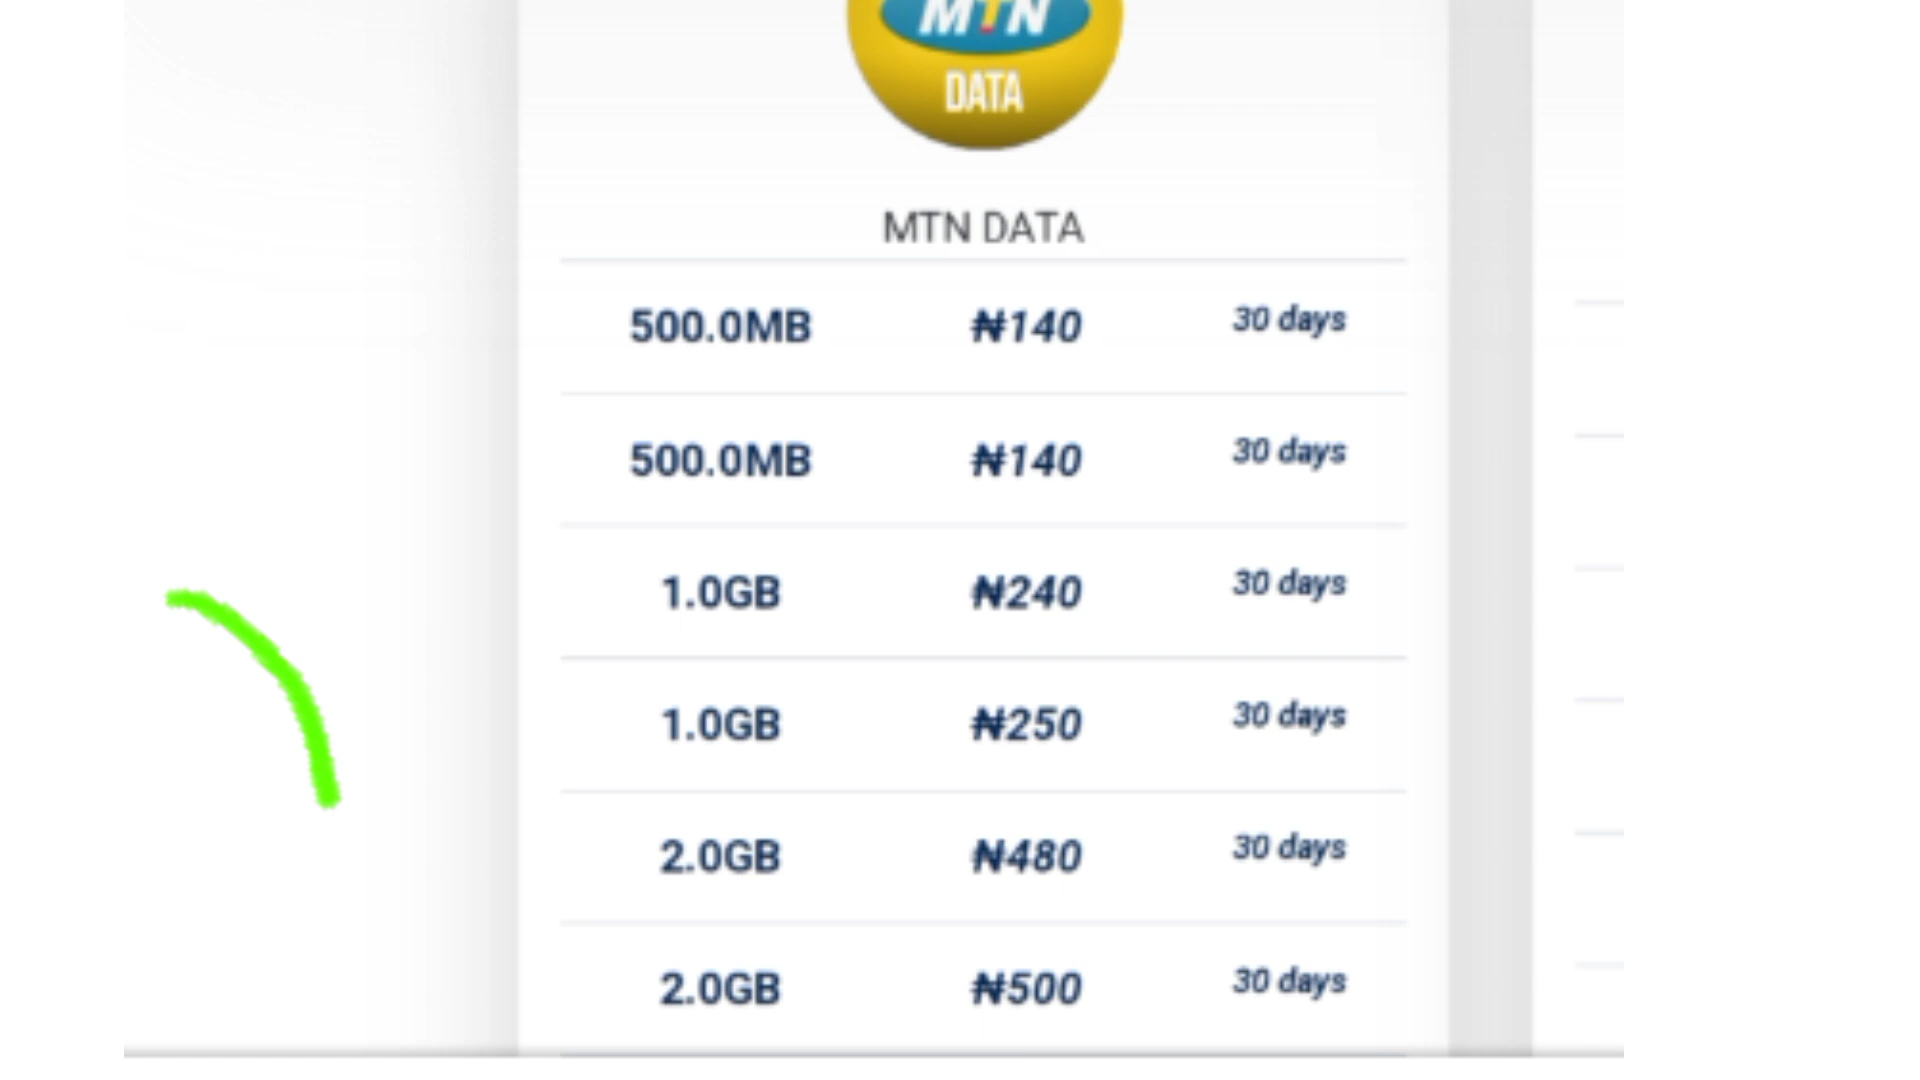 MTN
DATA
MTN DATA
500.0MB ₦140 30 days
500.0MB ₦140 30 days
1.0GB ₦240 30 days
1.0GB ₦250 30 days
2.0GB ₦480 30 days
2.0GB ₦500 30 days